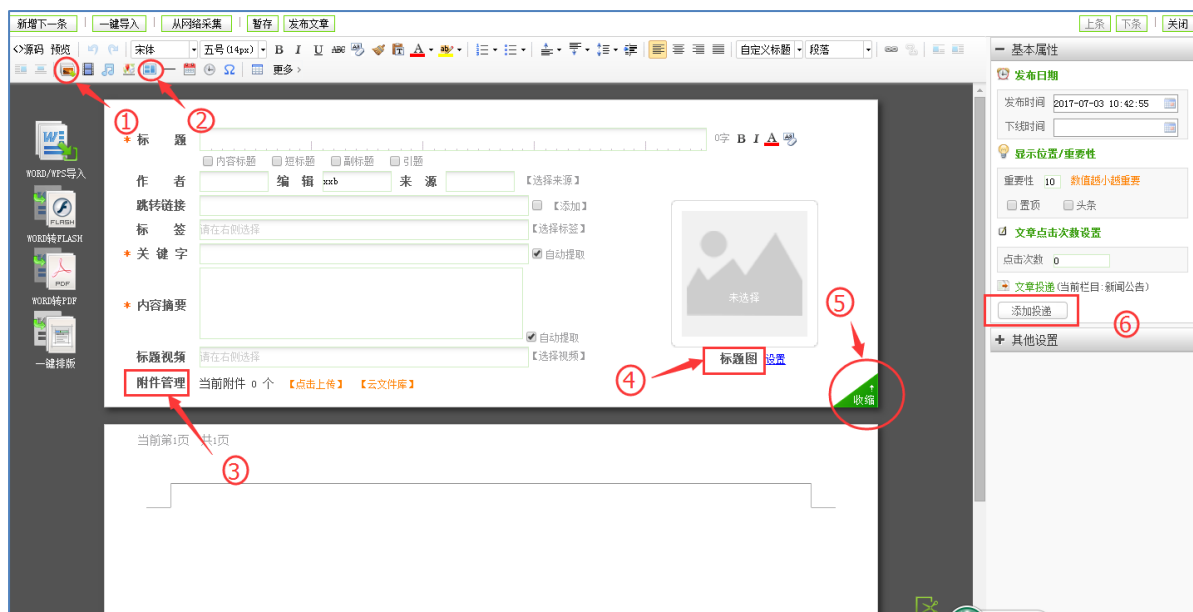 新增下一条 一键导入 从网络采集 暂存 发布文章 上条 下条 关闭
<>源码 预览 宋体 五号(14px) B I U ABC A ab 自定义标题 段落
Ω 更多>
① ②
WORD/WPS导入
FLASH
WORD转FLASH
PDF
WORD转PDF
一键排版
* 标 题 0字 B I A
内容标题 短标题 副标题 引题
作 者 编 辑 xxb 来 源 【选择来源】
跳转链接 【添加】
标 签 请在右侧选择 【选择标签】
* 关 键 字 自动提取
* 内容摘要
自动提取
标题视频 请在右侧选择 【选择视频】
附件管理 当前附件 0 个 【点击上传】 【云文件库】
未选择
④ 标题图 设置
⑤
↑
收缩
当前第1页 共1页
③
− 基本属性
发布日期
发布时间 2017-07-03 10:42:55
下线时间
显示位置/重要性
重要性 10 数值越小越重要
置顶 头条
文章点击次数设置
点击次数 0
文章投递(当前栏目:新闻公告)
添加投递 ⑥
+ 其他设置